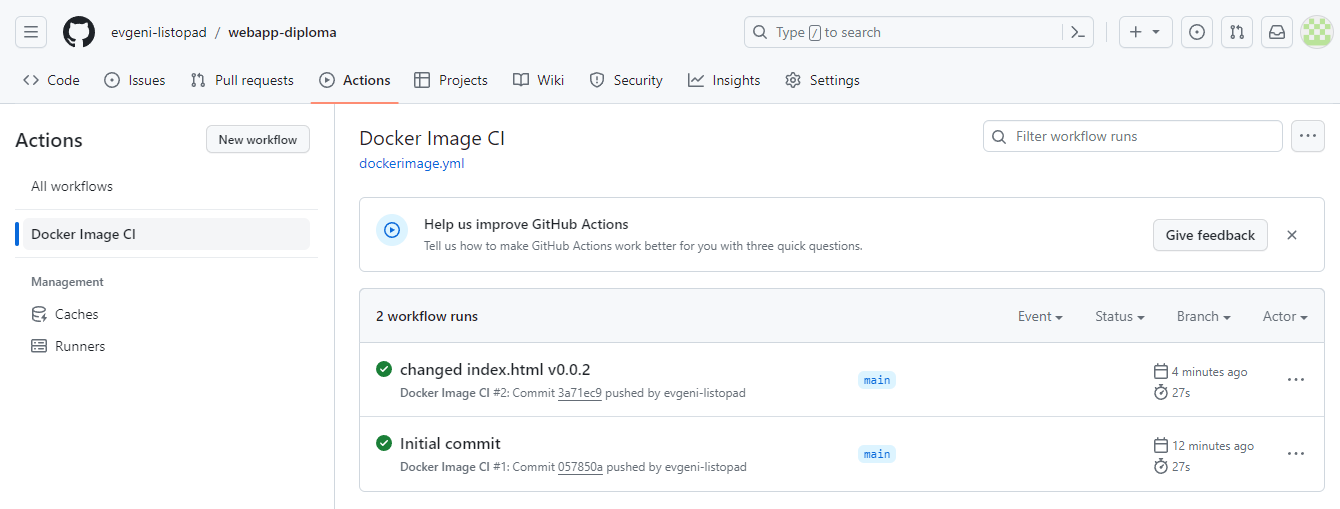 evgeni-listopad / webapp-diploma
Type / to search
Code Issues Pull requests Actions Projects Wiki Security Insights Settings
Actions
New workflow
All workflows
Docker Image CI
Management
Caches
Runners
Docker Image CI
dockerimage.yml
Filter workflow runs
Help us improve GitHub Actions
Tell us how to make GitHub Actions work better for you with three quick questions.
Give feedback
2 workflow runs
Event Status Branch Actor
changed index.html v0.0.2
Docker Image CI #2: Commit 3a71ec9 pushed by evgeni-listopad
main
4 minutes ago
27s
Initial commit
Docker Image CI #1: Commit 057850a pushed by evgeni-listopad
main
12 minutes ago
27s